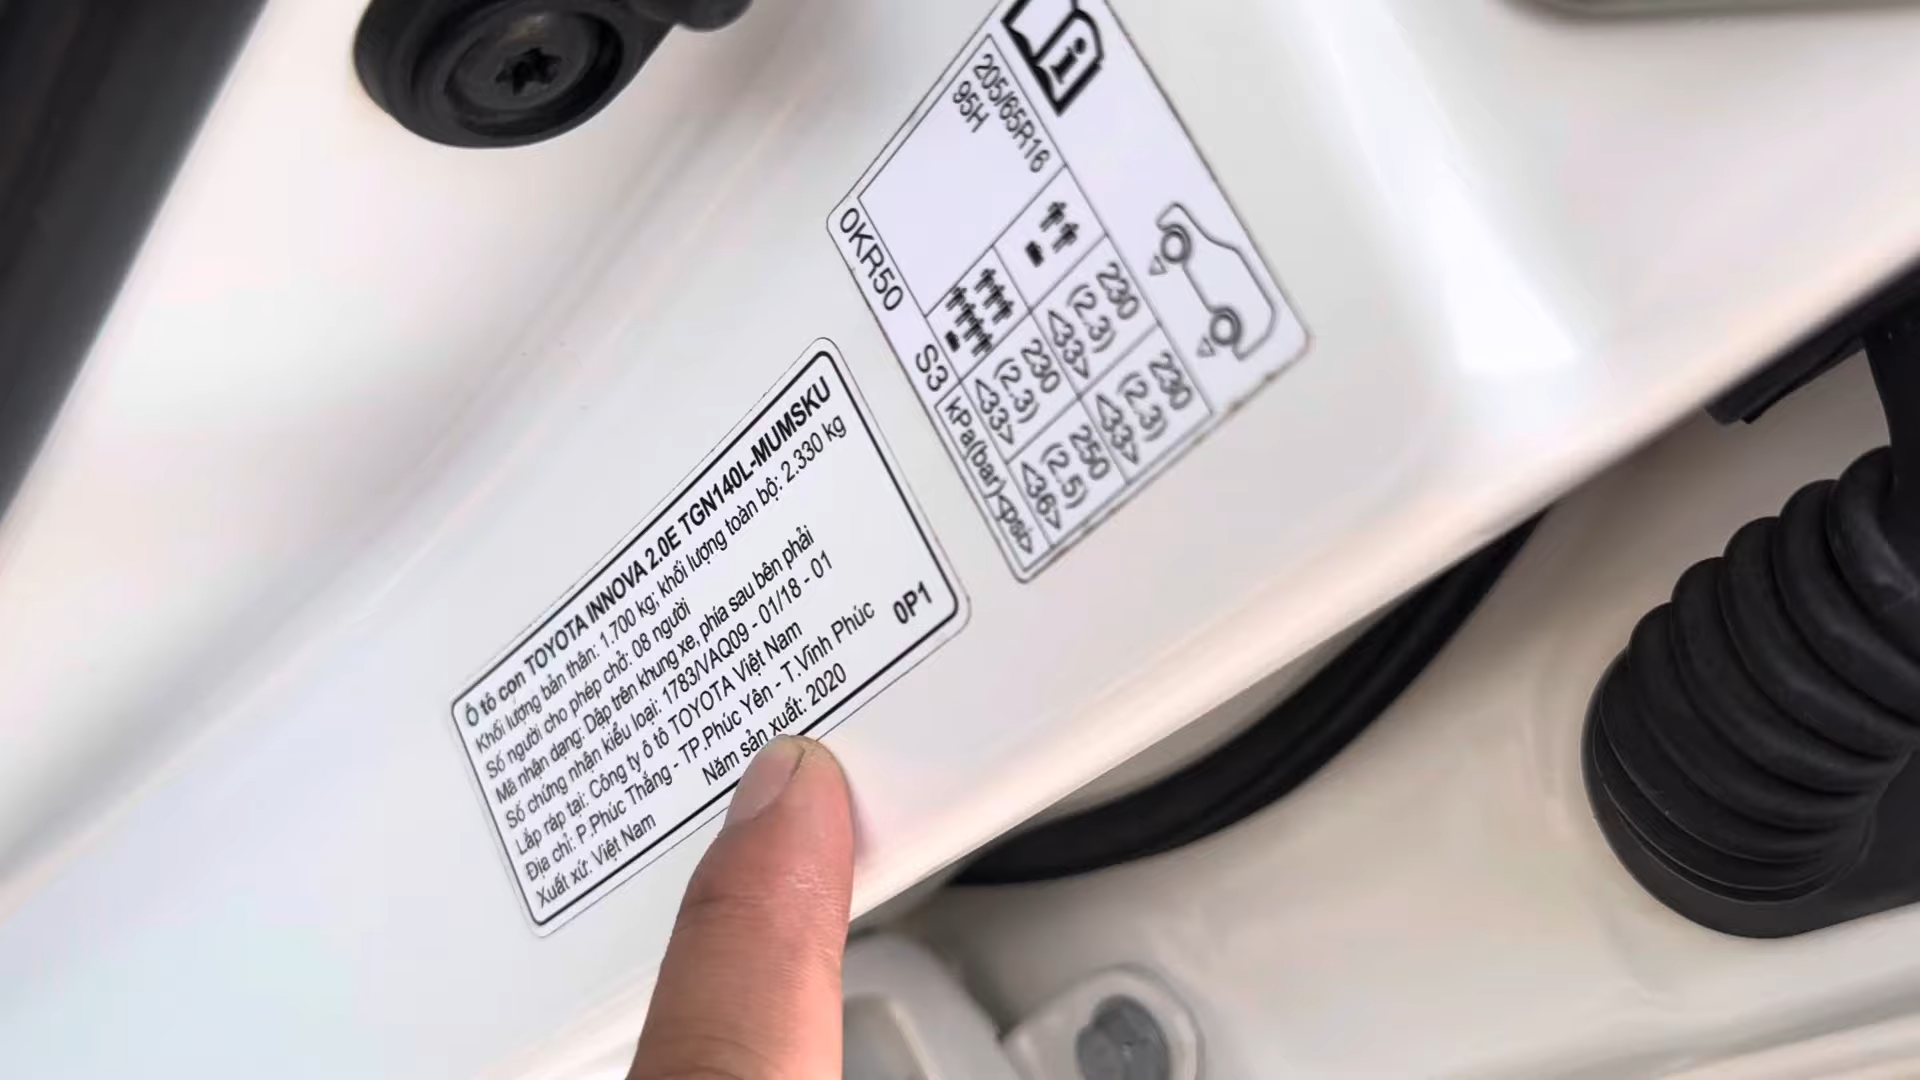 Ô tô con TOYOTA INNOVA 2.0E TGN140L-MUMSKU
Khối lượng bản thân: 1.700 kg; khối lượng toàn bộ: 2.330 kg
Số người cho phép chở: 08 người
Mã nhận dạng: Dập trên khung xe, phía sau bên phải
Số chứng nhận kiểu loại: 1783/VAQ09 - 01/18 - 01
Lắp ráp tại: Công ty ô tô TOYOTA Việt Nam
Địa chỉ: P.Phúc Thắng - TP.Phúc Yên - T.Vĩnh Phúc
Xuất xứ: Việt Nam
Năm sản xuất: 2020
0P1
205/65R16
95H
230
(2.3)
<33>
230
(2.3)
<33>
230
(2.3)
<33>
250
(2.5)
<36>
0KR50
S3
kPa(bar)<psi>